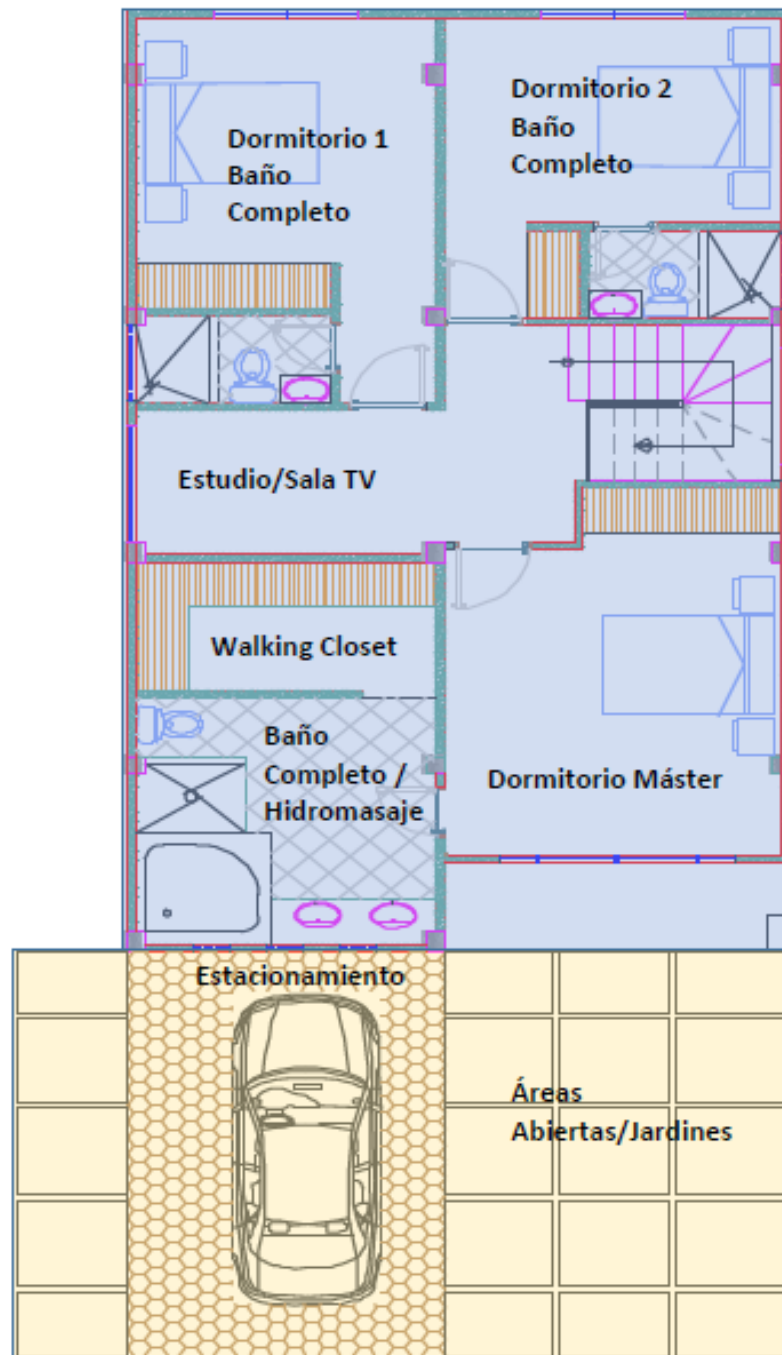 Dormitorio 1
Baño
Completo
Dormitorio 2
Baño
Completo
Estudio/Sala TV
Walking Closet
Baño
Completo /
Hidromasaje
Dormitorio Máster
Estacionamiento
Áreas
Abiertas/Jardines